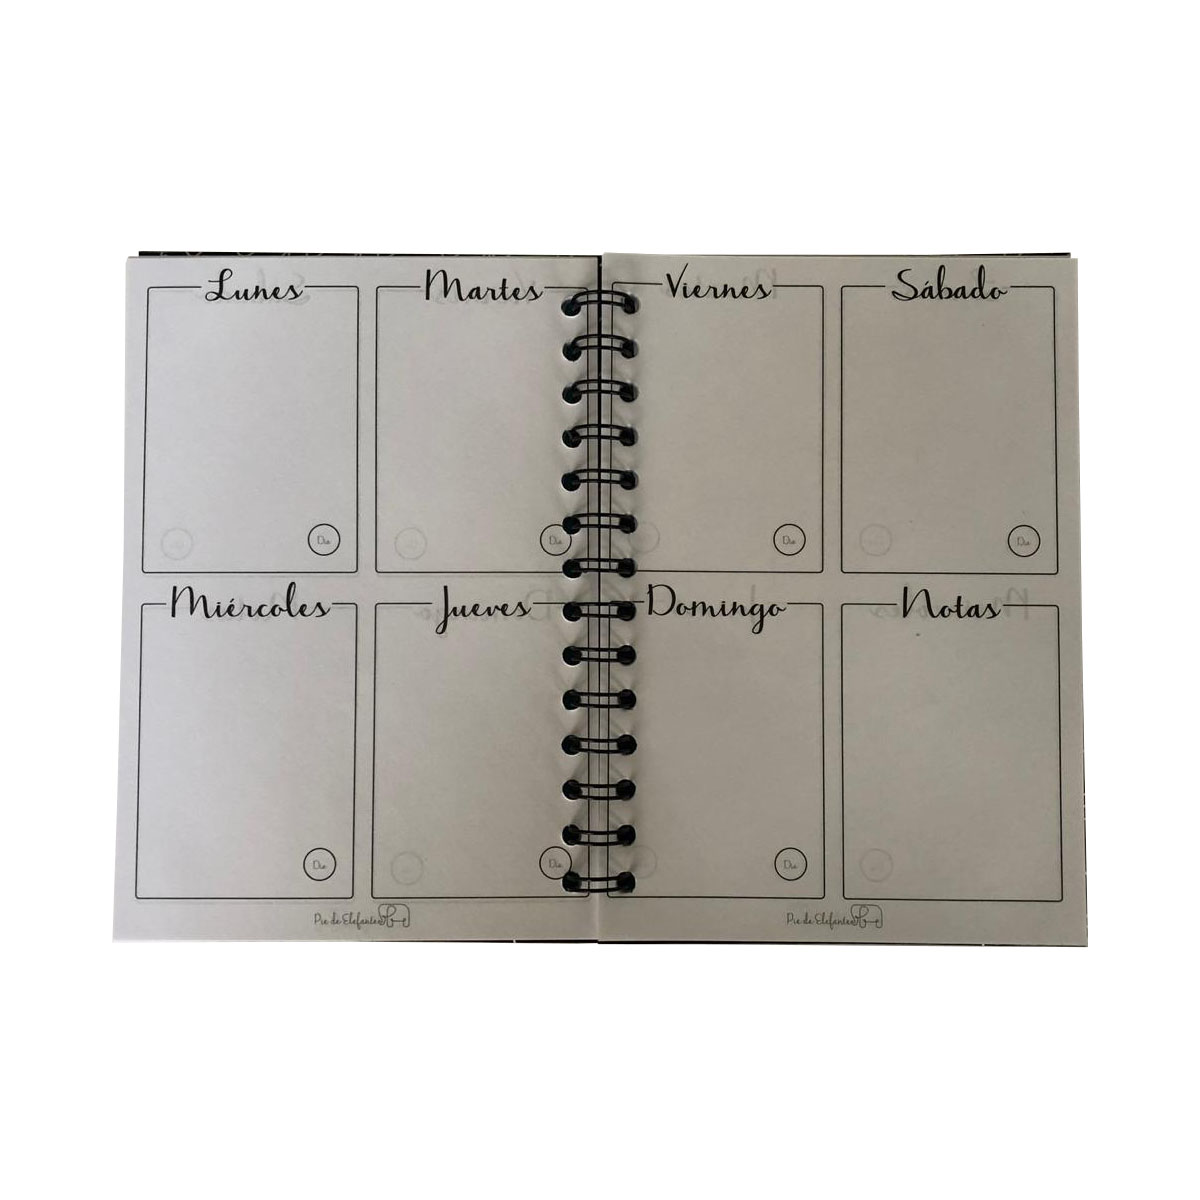 Lunes
Martes
Día
Día
Miércoles
Jueves
Día
Día
Pie de Elefante
Viernes
Sábado
Día
Día
Domingo
Notas
Día
Pie de Elefante